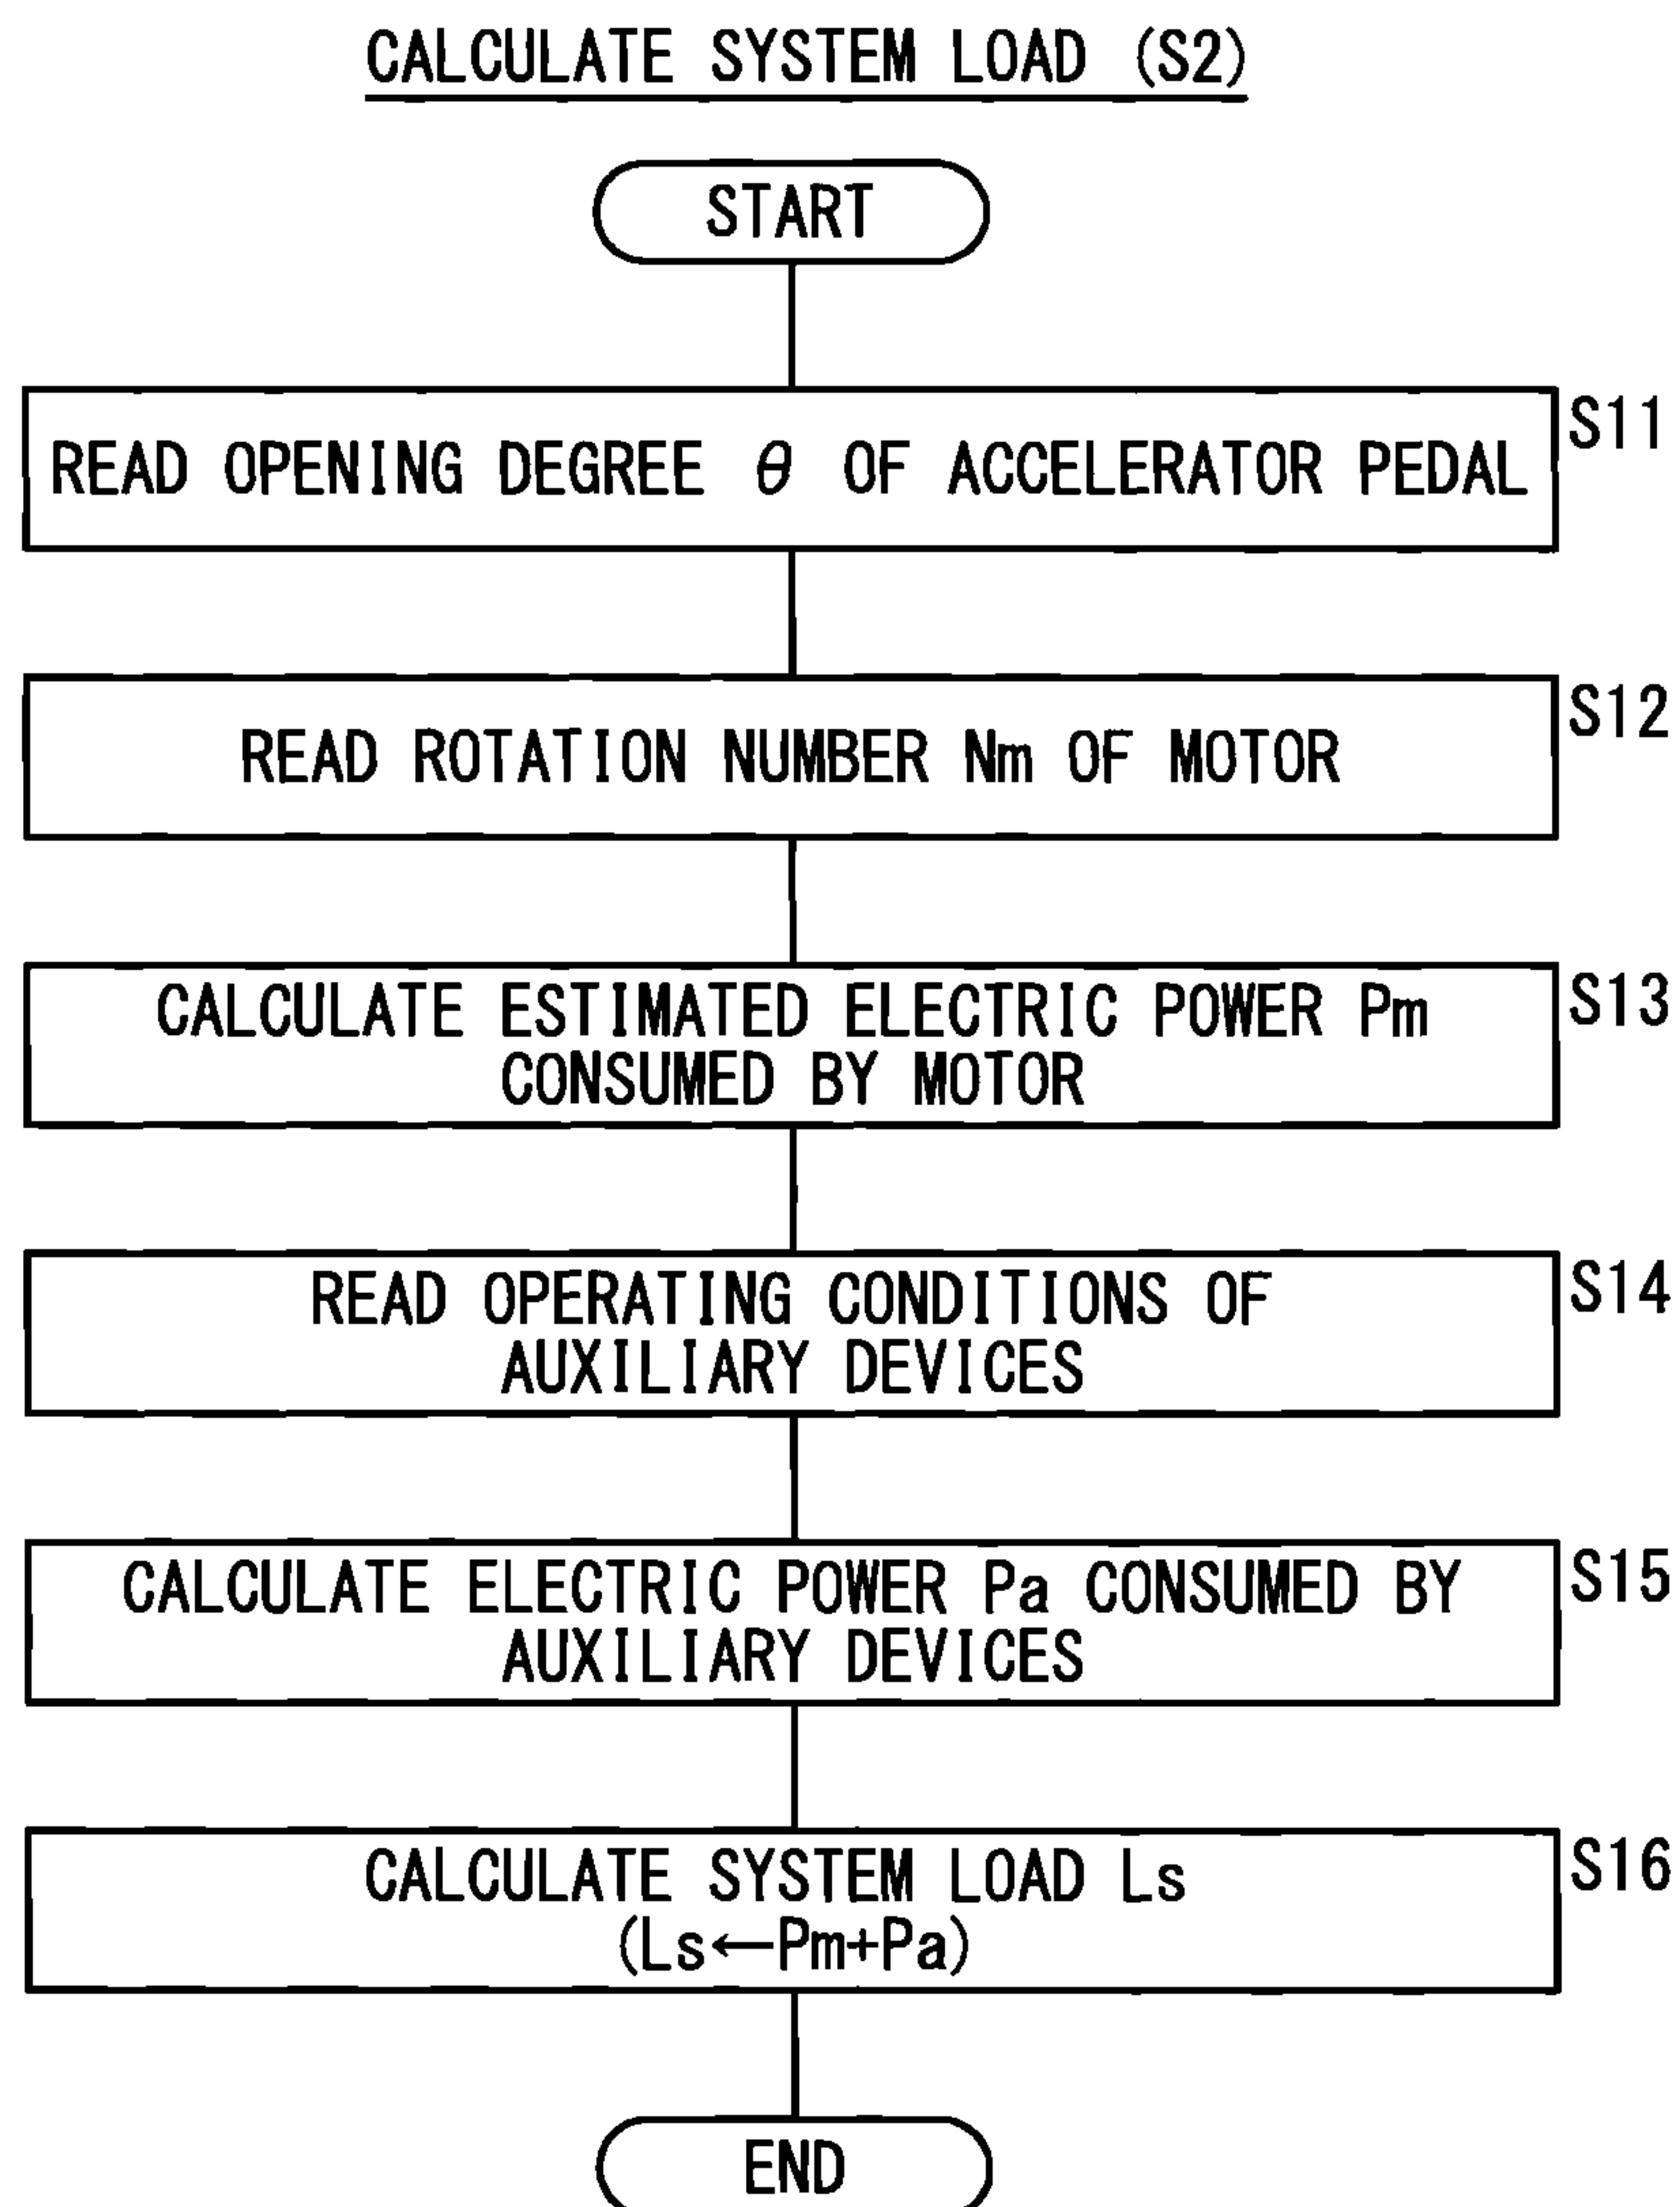 CALCULATE SYSTEM LOAD (S2)
START
S11
READ OPENING DEGREE θ OF ACCELERATOR PEDAL
S12
READ ROTATION NUMBER Nm OF MOTOR
S13
CALCULATE ESTIMATED ELECTRIC POWER Pm
CONSUMED BY MOTOR
S14
READ OPERATING CONDITIONS OF
AUXILIARY DEVICES
S15
CALCULATE ELECTRIC POWER Pa CONSUMED BY
AUXILIARY DEVICES
S16
CALCULATE SYSTEM LOAD Ls
(Ls←Pm+Pa)
END